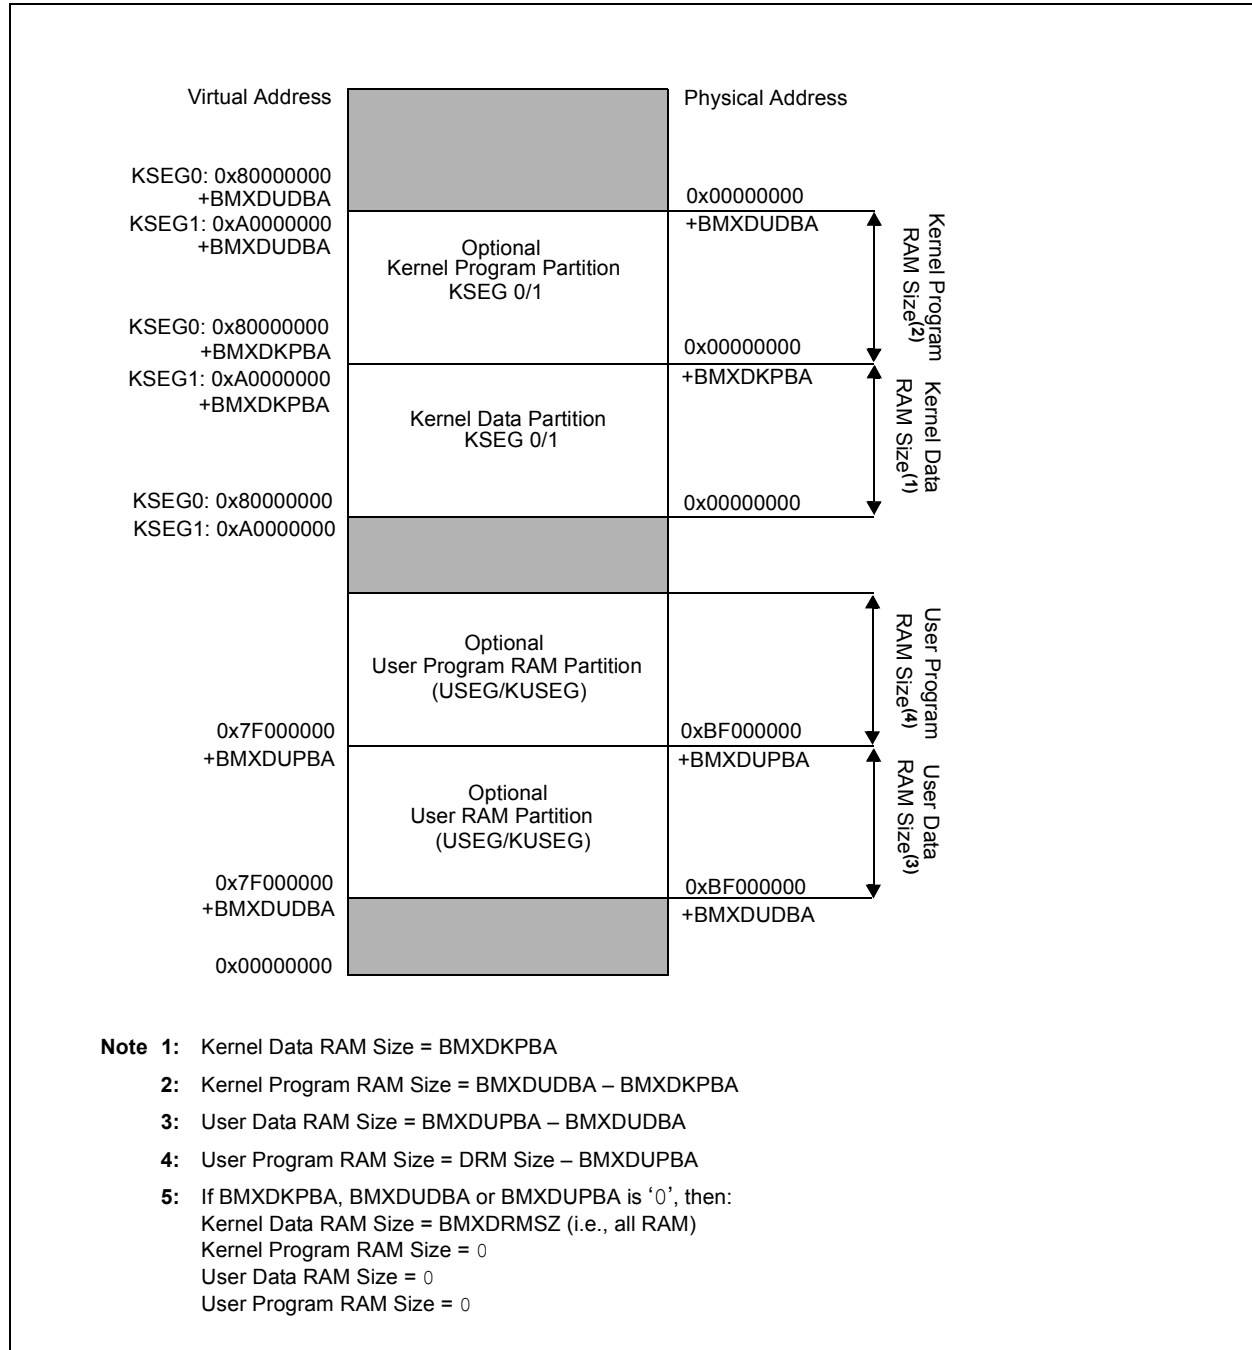 Virtual Address
Physical Address
KSEG0: 0x80000000
+BMXDUDBA
KSEG1: 0xA0000000
+BMXDUDBA
0x00000000
+BMXDUDBA
Optional
Kernel Program Partition
KSEG 0/1
Kernel Program
RAM Size(2)
KSEG0: 0x80000000
+BMXDKPBA
KSEG1: 0xA0000000
+BMXDKPBA
0x00000000
+BMXDKPBA
Kernel Data Partition
KSEG 0/1
Kernel Data
RAM Size(1)
KSEG0: 0x80000000
KSEG1: 0xA0000000
0x00000000
Optional
User Program RAM Partition
(USEG/KUSEG)
User Program
RAM Size(4)
0x7F000000
+BMXDUPBA
0xBF000000
+BMXDUPBA
Optional
User RAM Partition
(USEG/KUSEG)
User Data
RAM Size(3)
0x7F000000
+BMXDUDBA
0xBF000000
+BMXDUDBA
0x00000000
Note 1: Kernel Data RAM Size = BMXDKPBA
2: Kernel Program RAM Size = BMXDUDBA – BMXDKPBA
3: User Data RAM Size = BMXDUPBA – BMXDUDBA
4: User Program RAM Size = DRM Size – BMXDUPBA
5: If BMXDKPBA, BMXDUDBA or BMXDUPBA is ‘0’, then:
Kernel Data RAM Size = BMXDRMSZ (i.e., all RAM)
Kernel Program RAM Size = 0
User Data RAM Size = 0
User Program RAM Size = 0